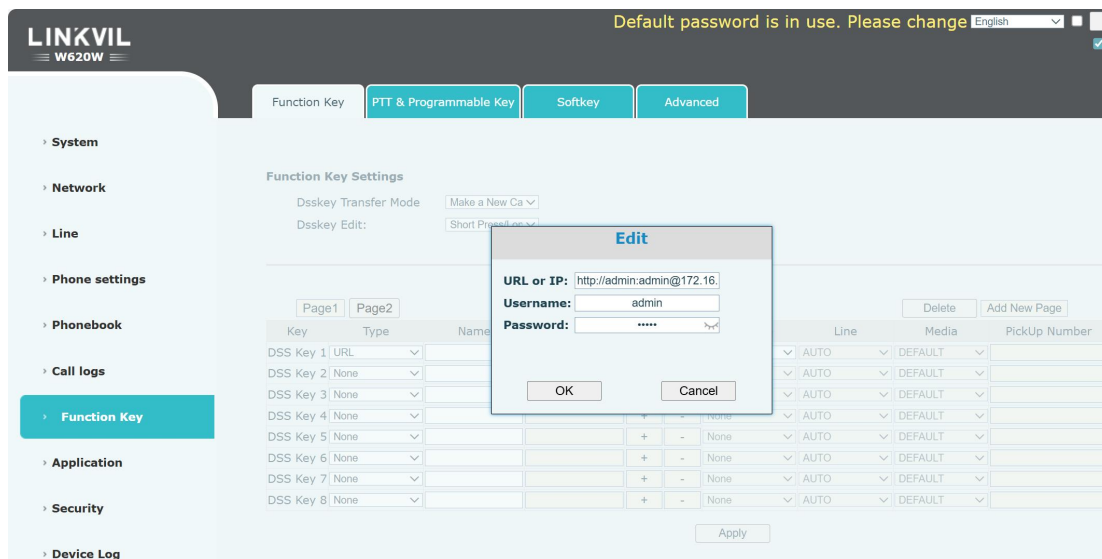 Default password is in use. Please change English
LINKVIL
W620W
Function Key PTT & Programmable Key Softkey Advanced
› System
› Network
› Line
› Phone settings
› Phonebook
› Call logs
› Function Key
› Application
› Security
› Device Log
Function Key Settings
Dsskey Transfer Mode Make a New Ca
Dsskey Edit: Short
Edit
URL or IP: http://admin:admin@172.16.
Username: admin
Password: •••••
OK Cancel
Page1 Page2 Delete Add New Page
Key Type Name Line Media PickUp Number
DSS Key 1 URL AUTO DEFAULT
DSS Key 2 None AUTO DEFAULT
DSS Key 3 None AUTO DEFAULT
DSS Key 4 None + - None AUTO DEFAULT
DSS Key 5 None + - None AUTO DEFAULT
DSS Key 6 None + - None AUTO DEFAULT
DSS Key 7 None + - None AUTO DEFAULT
DSS Key 8 None + - None AUTO DEFAULT
Apply